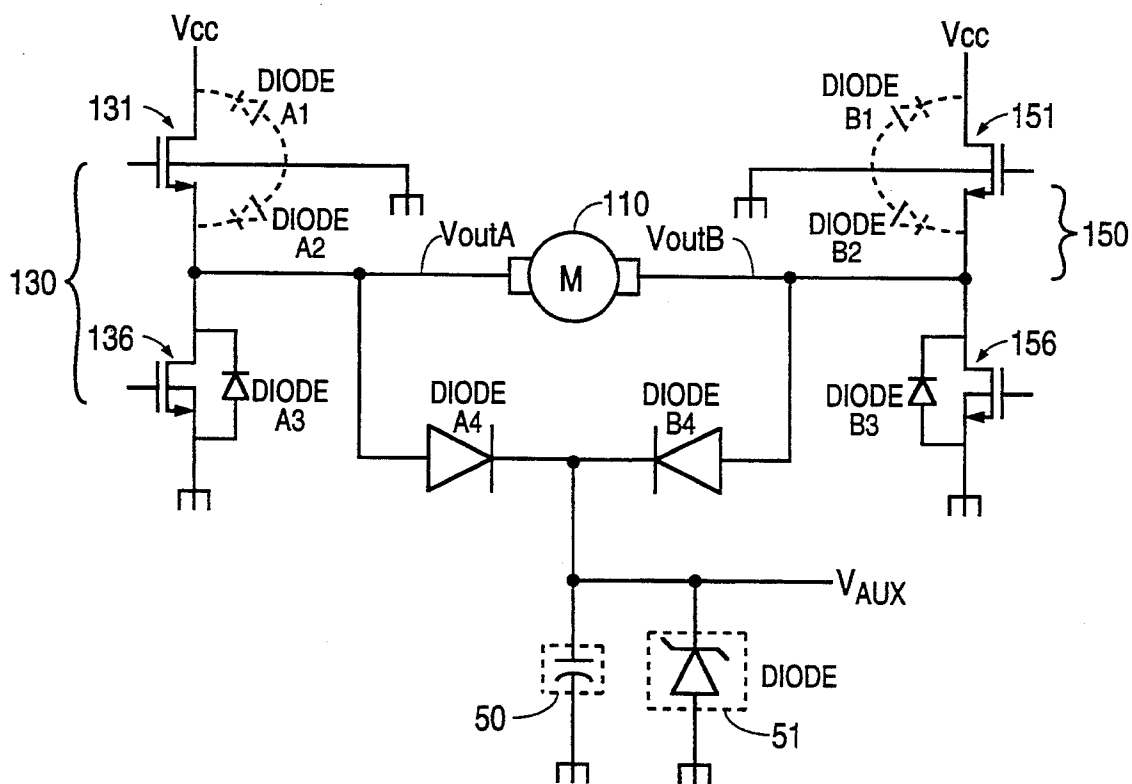 Vcc
Vcc
DIODE
A1
DIODE
B1
131
151
DIODE
A2
110
DIODE
B2
VoutA
VoutB
130
150
M
136
156
DIODE
A3
DIODE
A4
DIODE
B4
DIODE
B3
VAUX
DIODE
50
51